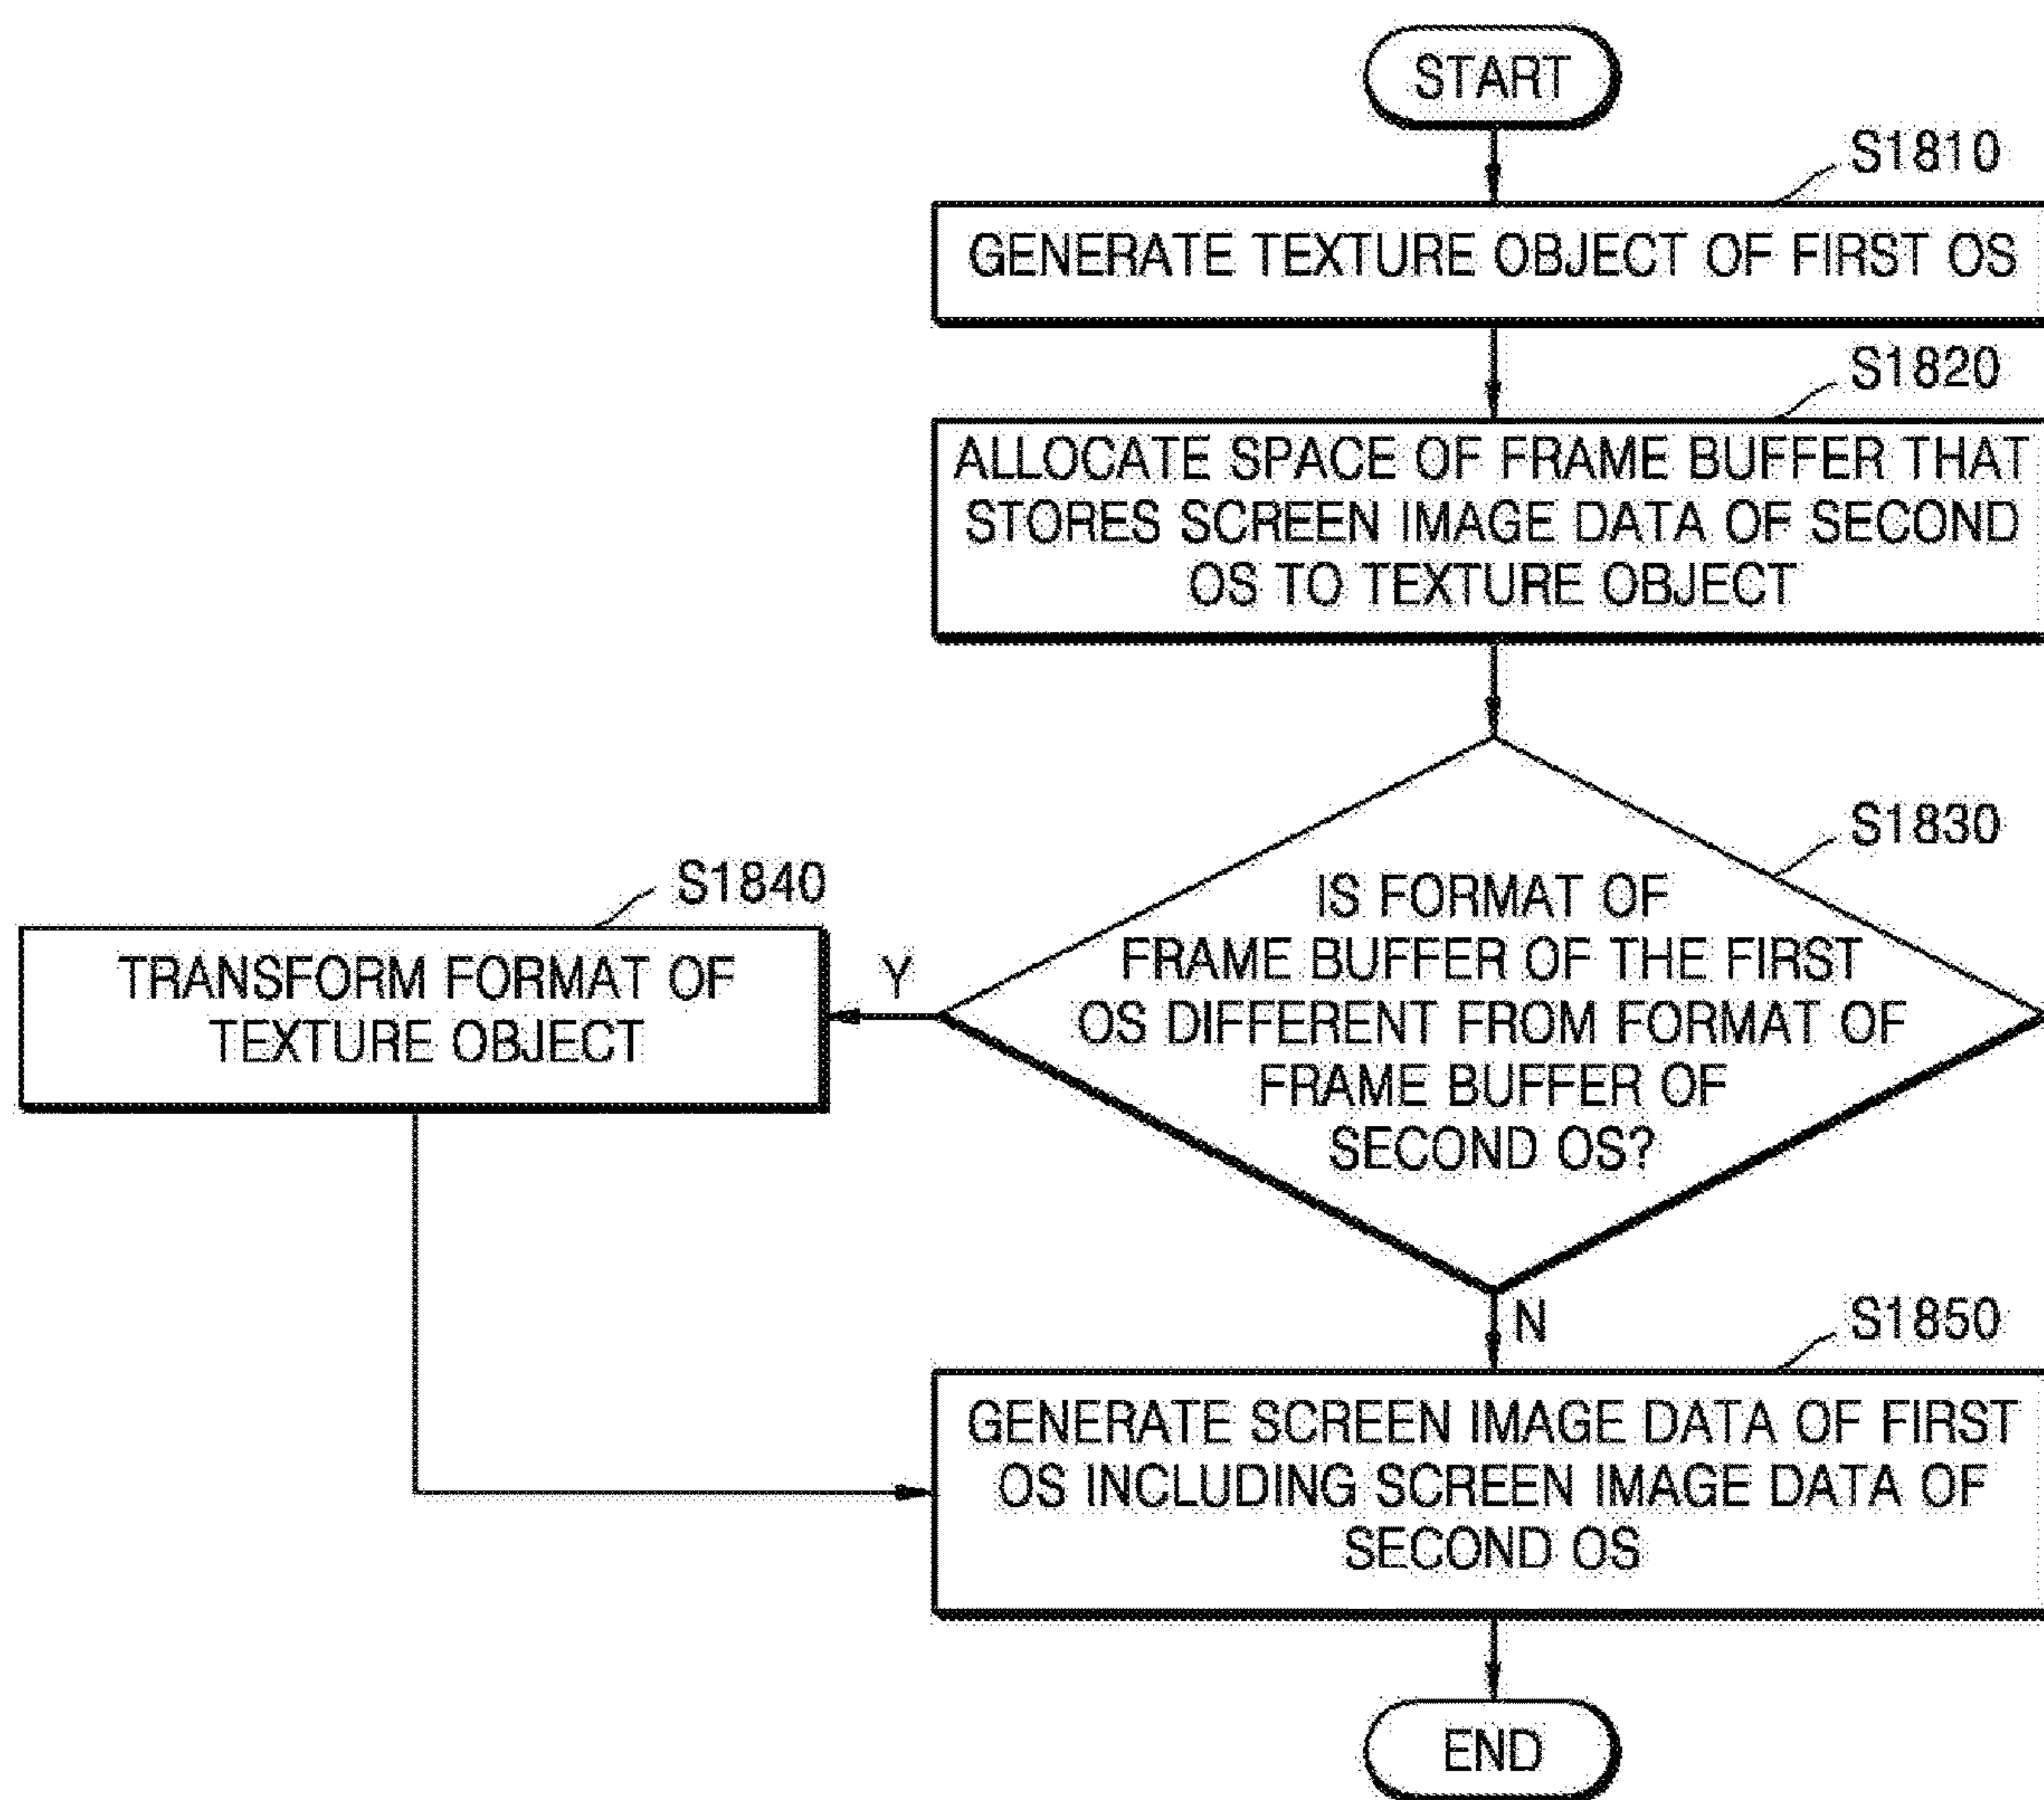 START
S1810
GENERATE TEXTURE OBJECT OF FIRST OS
S1820
ALLOCATE SPACE OF FRAME BUFFER THAT
STORES SCREEN IMAGE DATA OF SECOND
OS TO TEXTURE OBJECT
S1830
IS FORMAT OF
FRAME BUFFER OF THE FIRST
OS DIFFERENT FROM FORMAT OF
FRAME BUFFER OF
SECOND OS?
Y
S1840
TRANSFORM FORMAT OF
TEXTURE OBJECT
N
S1850
GENERATE SCREEN IMAGE DATA OF FIRST
OS INCLUDING SCREEN IMAGE DATA OF
SECOND OS
END